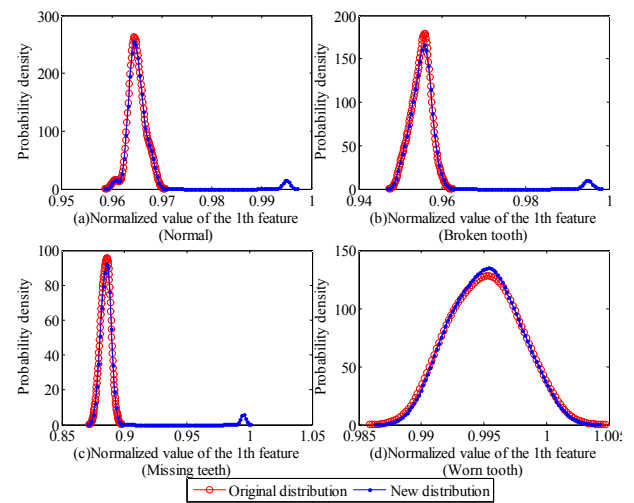 300
200
100
0
0.95 0.96 0.97 0.98 0.99 1
Probability density
(a)Normalized value of the 1th feature
(Normal)
200
150
100
50
0
0.94 0.96 0.98 1
Probability density
(b)Normalized value of the 1th feature
(Broken tooth)
100
80
60
40
20
0
0.85 0.9 0.95 1 1.05
Probability density
(c)Normalized value of the 1th feature
(Missing teeth)
150
100
50
0
0.985 0.99 0.995 1 1.005
Probability density
(d)Normalized value of the 1th feature
(Worn tooth)
Original distribution New distribution